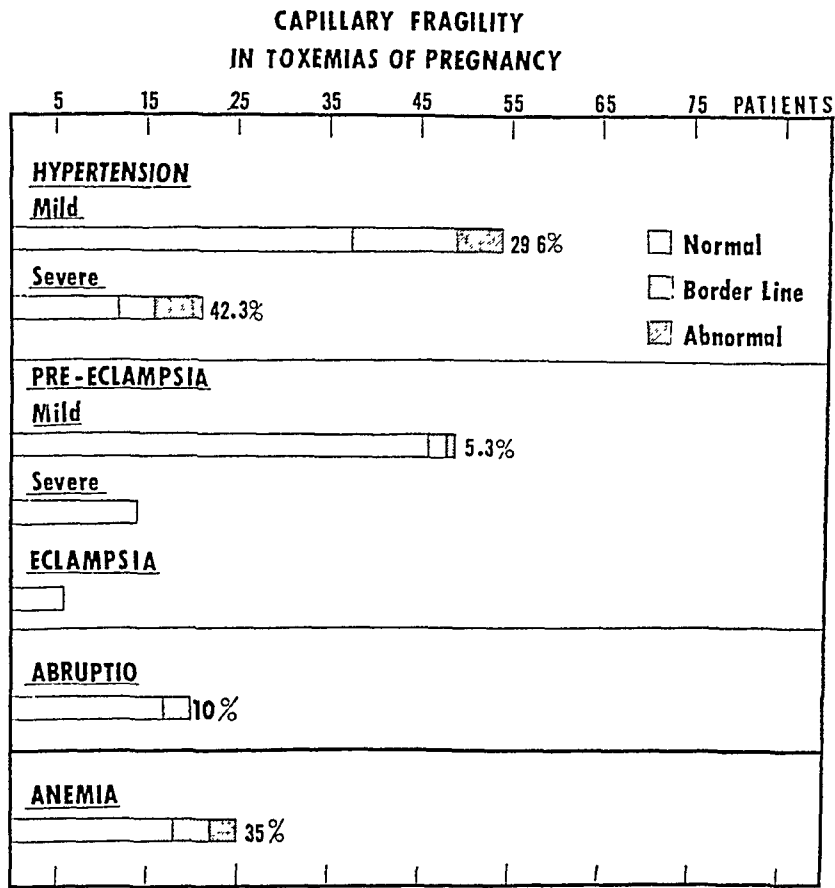 CAPILLARY FRAGILITY
IN TOXEMIAS OF PREGNANCY
5 15 25 35 45 55 65 75 PATIENTS
HYPERTENSION
Mild
29 6%
Normal
Severe
Border Line
42.3%
Abnormal
PRE-ECLAMPSIA
Mild
5.3%
Severe
ECLAMPSIA
ABRUPTIO
10%
ANEMIA
35%